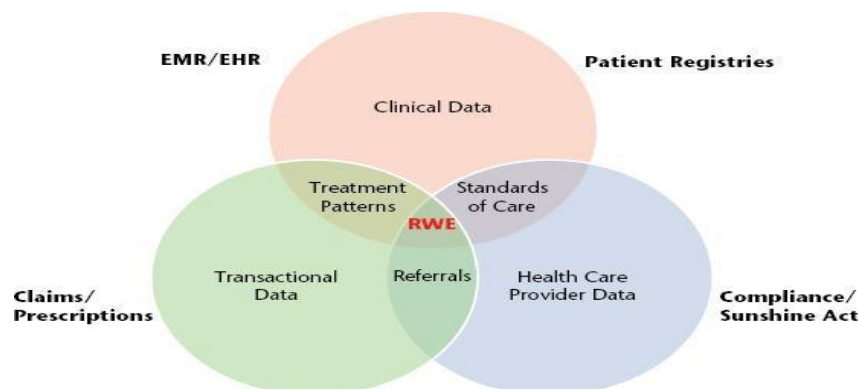 EMR/EHR
Patient Registries
Clinical Data
Treatment
Patterns
Standards
of Care
RWE
Transactional
Data
Referrals
Health Care
Provider Data
Claims/
Prescriptions
Compliance/
Sunshine Act